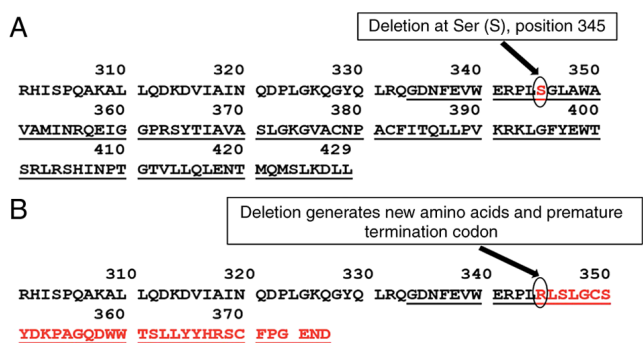 A
Deletion at Ser (S), position 345
310 320 330 340 350
RHISPQAKAL LQDKDVIAIN QDPLGKQGYQ LRQGDNFEVW ERPLSGLAWA
360 370 380 390 400
VAMINRQEIG GPRSYTIAVA SLGKGVACNP ACFITQLLPV KRKLGFYEWT
410 420 429
SRLRSHINPT GTVLLQLENT MQMSLKDLL
B
Deletion generates new amino acids and premature
termination codon
310 320 330 340 350
RHISPQAKAL LQDKDVIAIN QDPLGKQGYQ LRQGDNFEVW ERPLRLSLGCS
360 370
YDKPAGQDWW TSLLYYHRSC FPG END